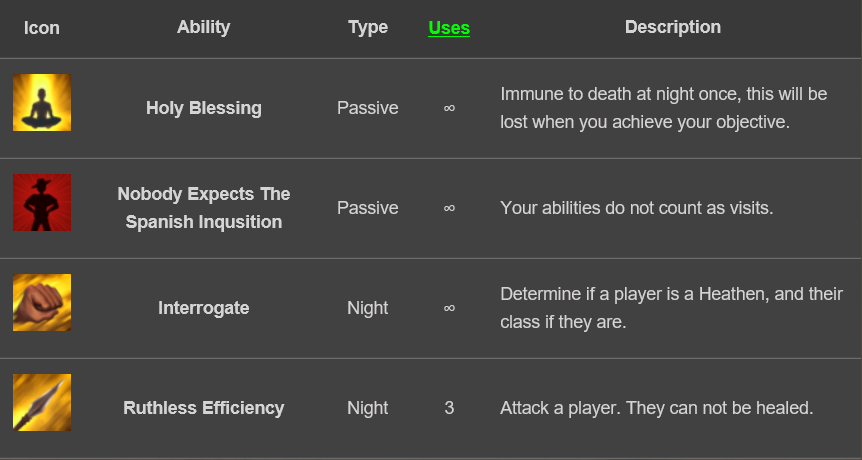 Icon Ability Type Uses Description
Holy Blessing Passive ∞ Immune to death at night once, this will be
lost when you achieve your objective.
Nobody Expects The
Spanish Inqusition Passive ∞ Your abilities do not count as visits.
Interrogate Night ∞ Determine if a player is a Heathen, and their
class if they are.
Ruthless Efficiency Night 3 Attack a player. They can not be healed.